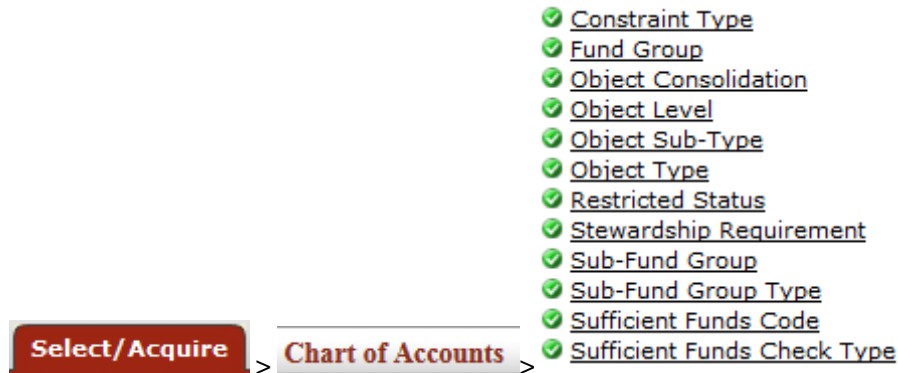 Constraint Type
Fund Group
Object Consolidation
Object Level
Object Sub-Type
Object Type
Restricted Status
Stewardship Requirement
Sub-Fund Group
Sub-Fund Group Type
Sufficient Funds Code
Select/Acquire > Chart of Accounts > Sufficient Funds Check Type